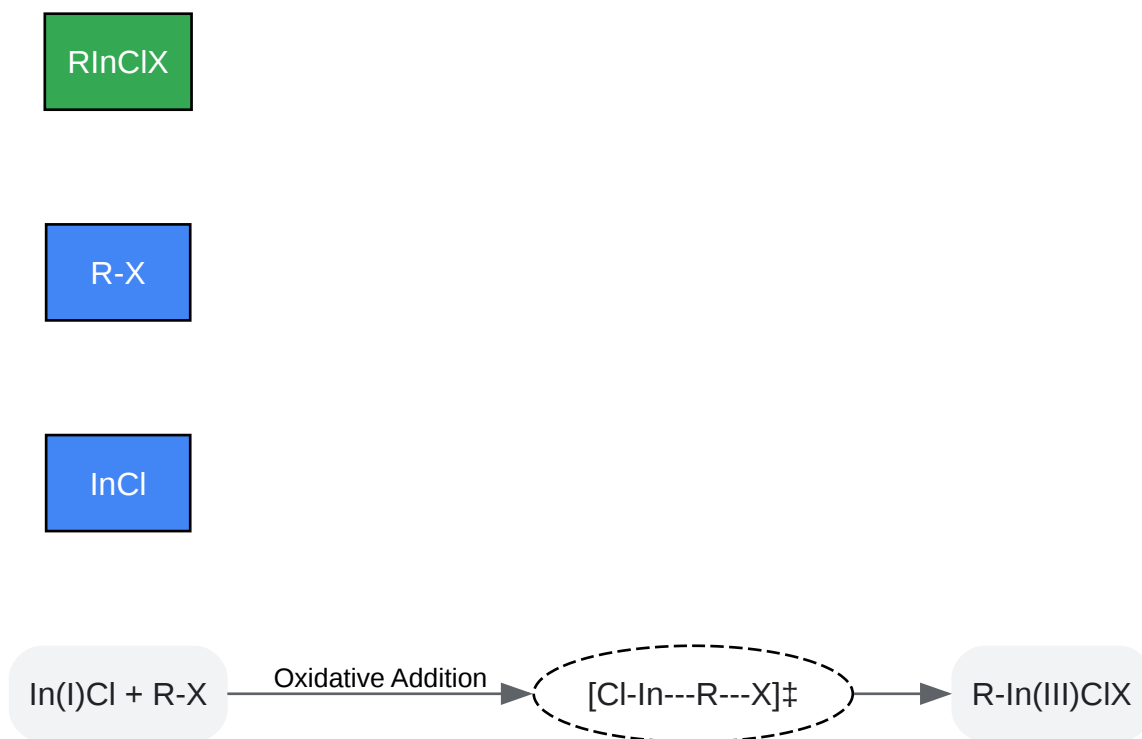 RInClX
R-X
InCl
In(I)Cl + R-X
Oxidative Addition
[Cl-In---R---X]‡
R-In(III)ClX